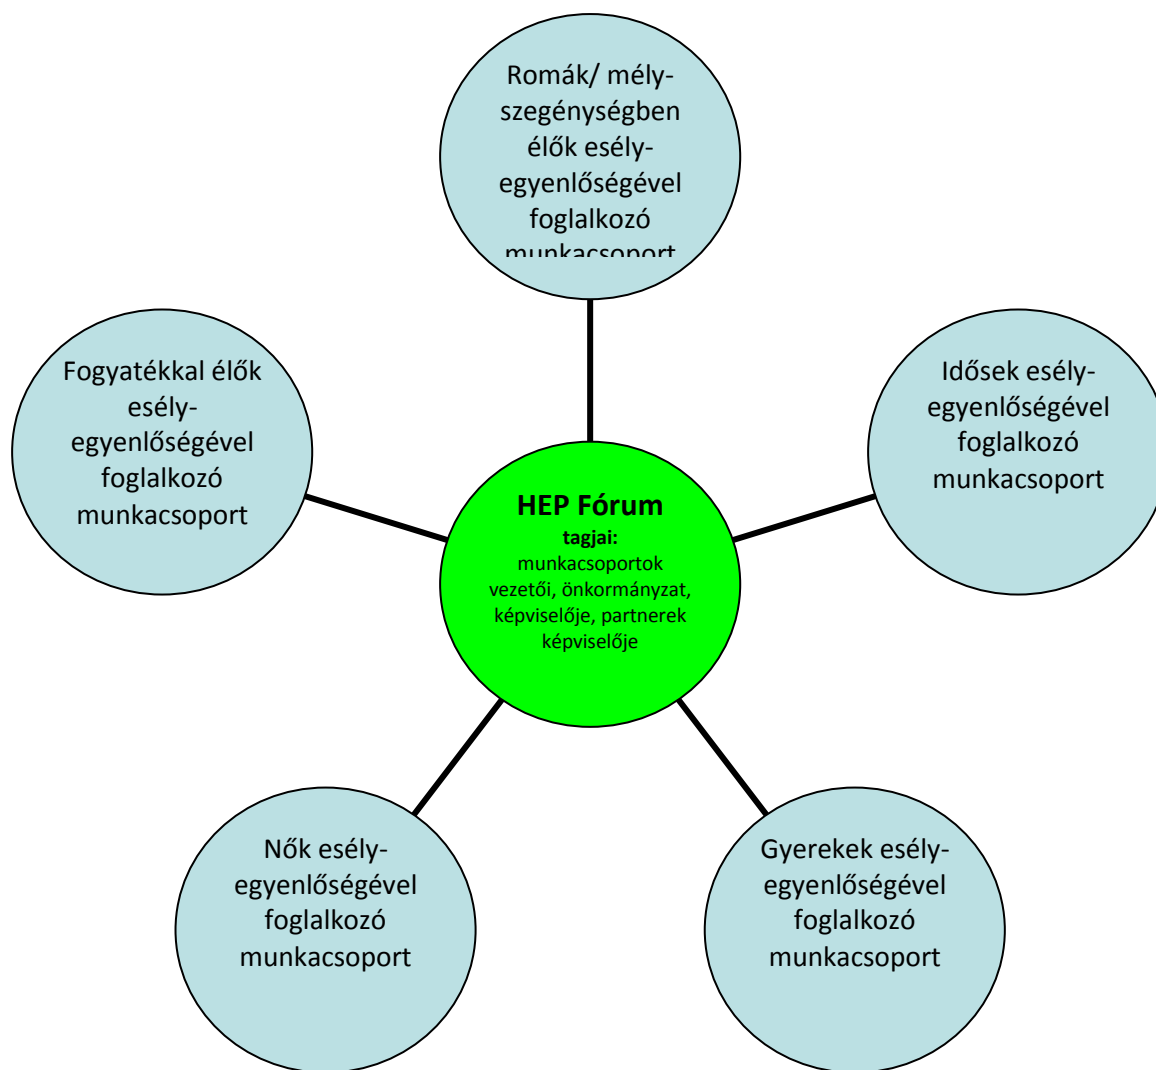 Romák/ mély-
szegénységben
élők esély-
egyenlőségével
foglalkozó
munkacsoport
Fogyatékkal élők
esély-
egyenlőségével
foglalkozó
munkacsoport
Idősek esély-
egyenlőségével
foglalkozó
munkacsoport
HEP Fórum
tagjai:
munkacsoportok
vezetői, önkormányzat,
képviselője, partnerek
képviselője
Nők esély-
egyenlőségével
foglalkozó
munkacsoport
Gyerekek esély-
egyenlőségével
foglalkozó
munkacsoport